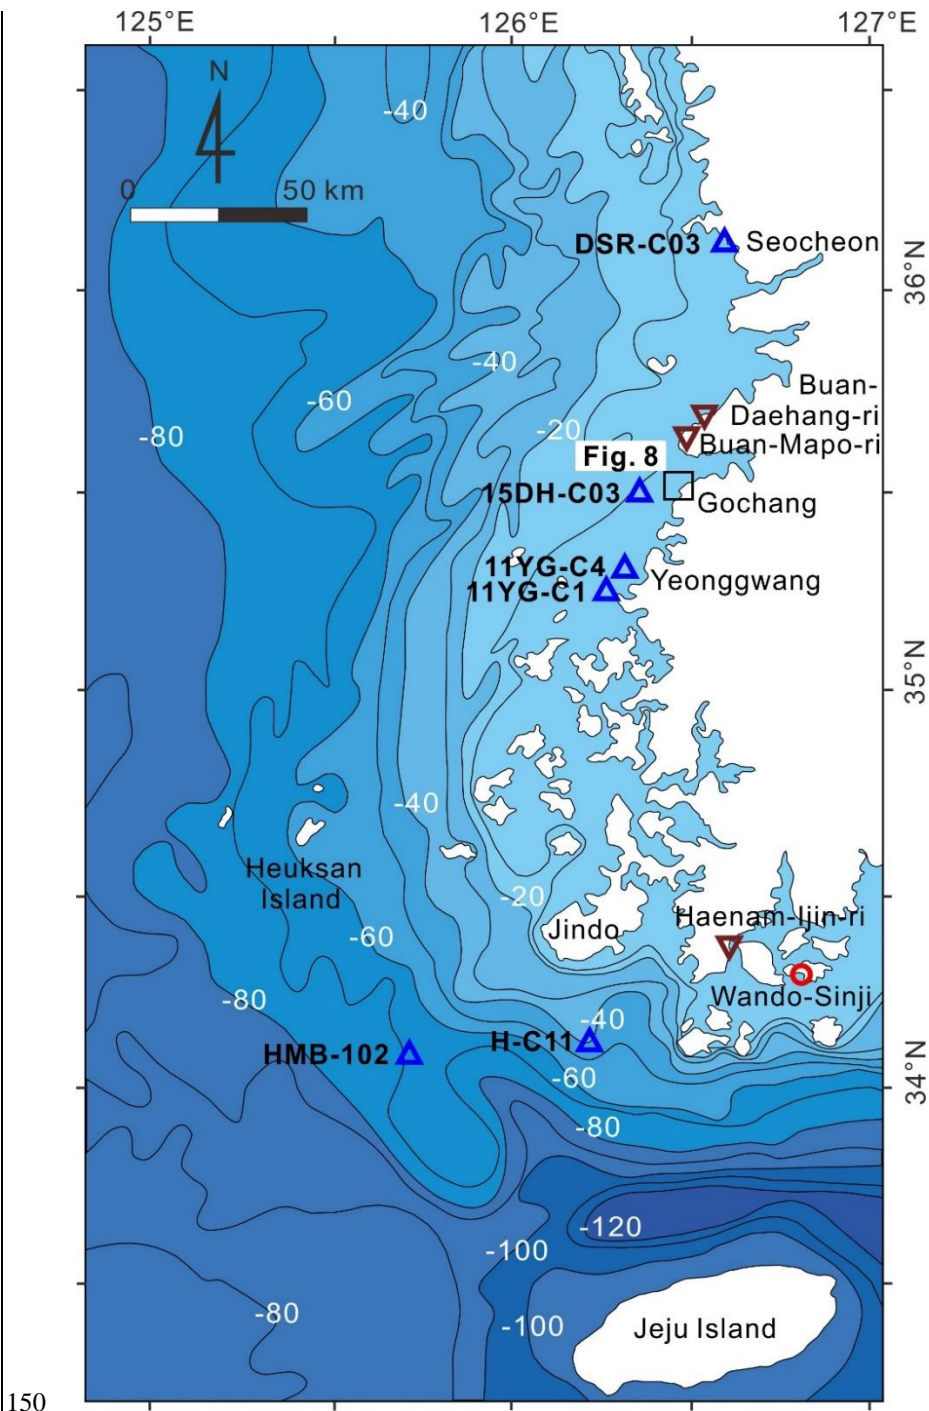 125°E 126°E 127°E
N
-40
0 50 km
DSR-C03 Seocheon
36°N
-40
-60
Buan-
Daehang-ri
-80
-20
Buan-Mapo-ri
Fig. 8
15DH-C03
Gochang
11YG-C4
Yeonggwang
11YG-C1
35°N
-40
Heuksan
Island
-20
Haenam-Ijin-ri
Jindo
-60
Wando-Sinji
-80
-40
H-C11
HMB-102
-60
34°N
-80
-120
-100
-80
-100
Jeju Island
150